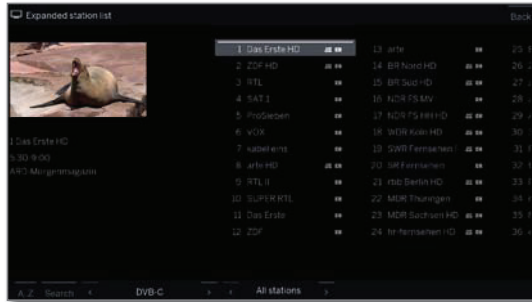 Expanded station list
Back
1 Das Erste HD
2 ZDF HD
3 RTL
4 SAT.1
5 ProSieben
6 VOX
7 kabel eins
8 arte HD
9 RTL II
10 SUPER RTL
11 Das Erste
12 ZDF
13 arte
14 BR Nord HD
15 BR Süd HD
16 NDR FS MV
17 NDR FS HH HD
18 WDR Köln HD
19 SWR Fernsehen
20 SR Fernsehen
21 rbb Berlin HD
22 MDR Thüringen
23 MDR Sachsen HD
24 hr-fernsehen HD
25
26
27
28
29
30
31
32
33
34
35
36
1 Das Erste HD
5:30-9:00
ARD-Morgenmagazin
A...Z Search DVB-C All stations